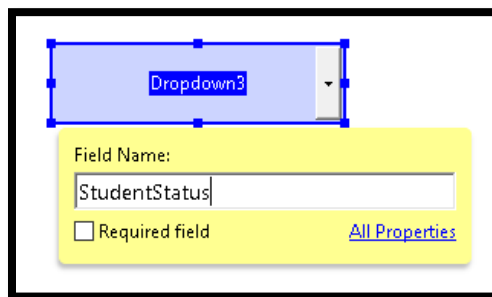 Dropdown3
Field Name:
StudentStatus
Required field All Properties